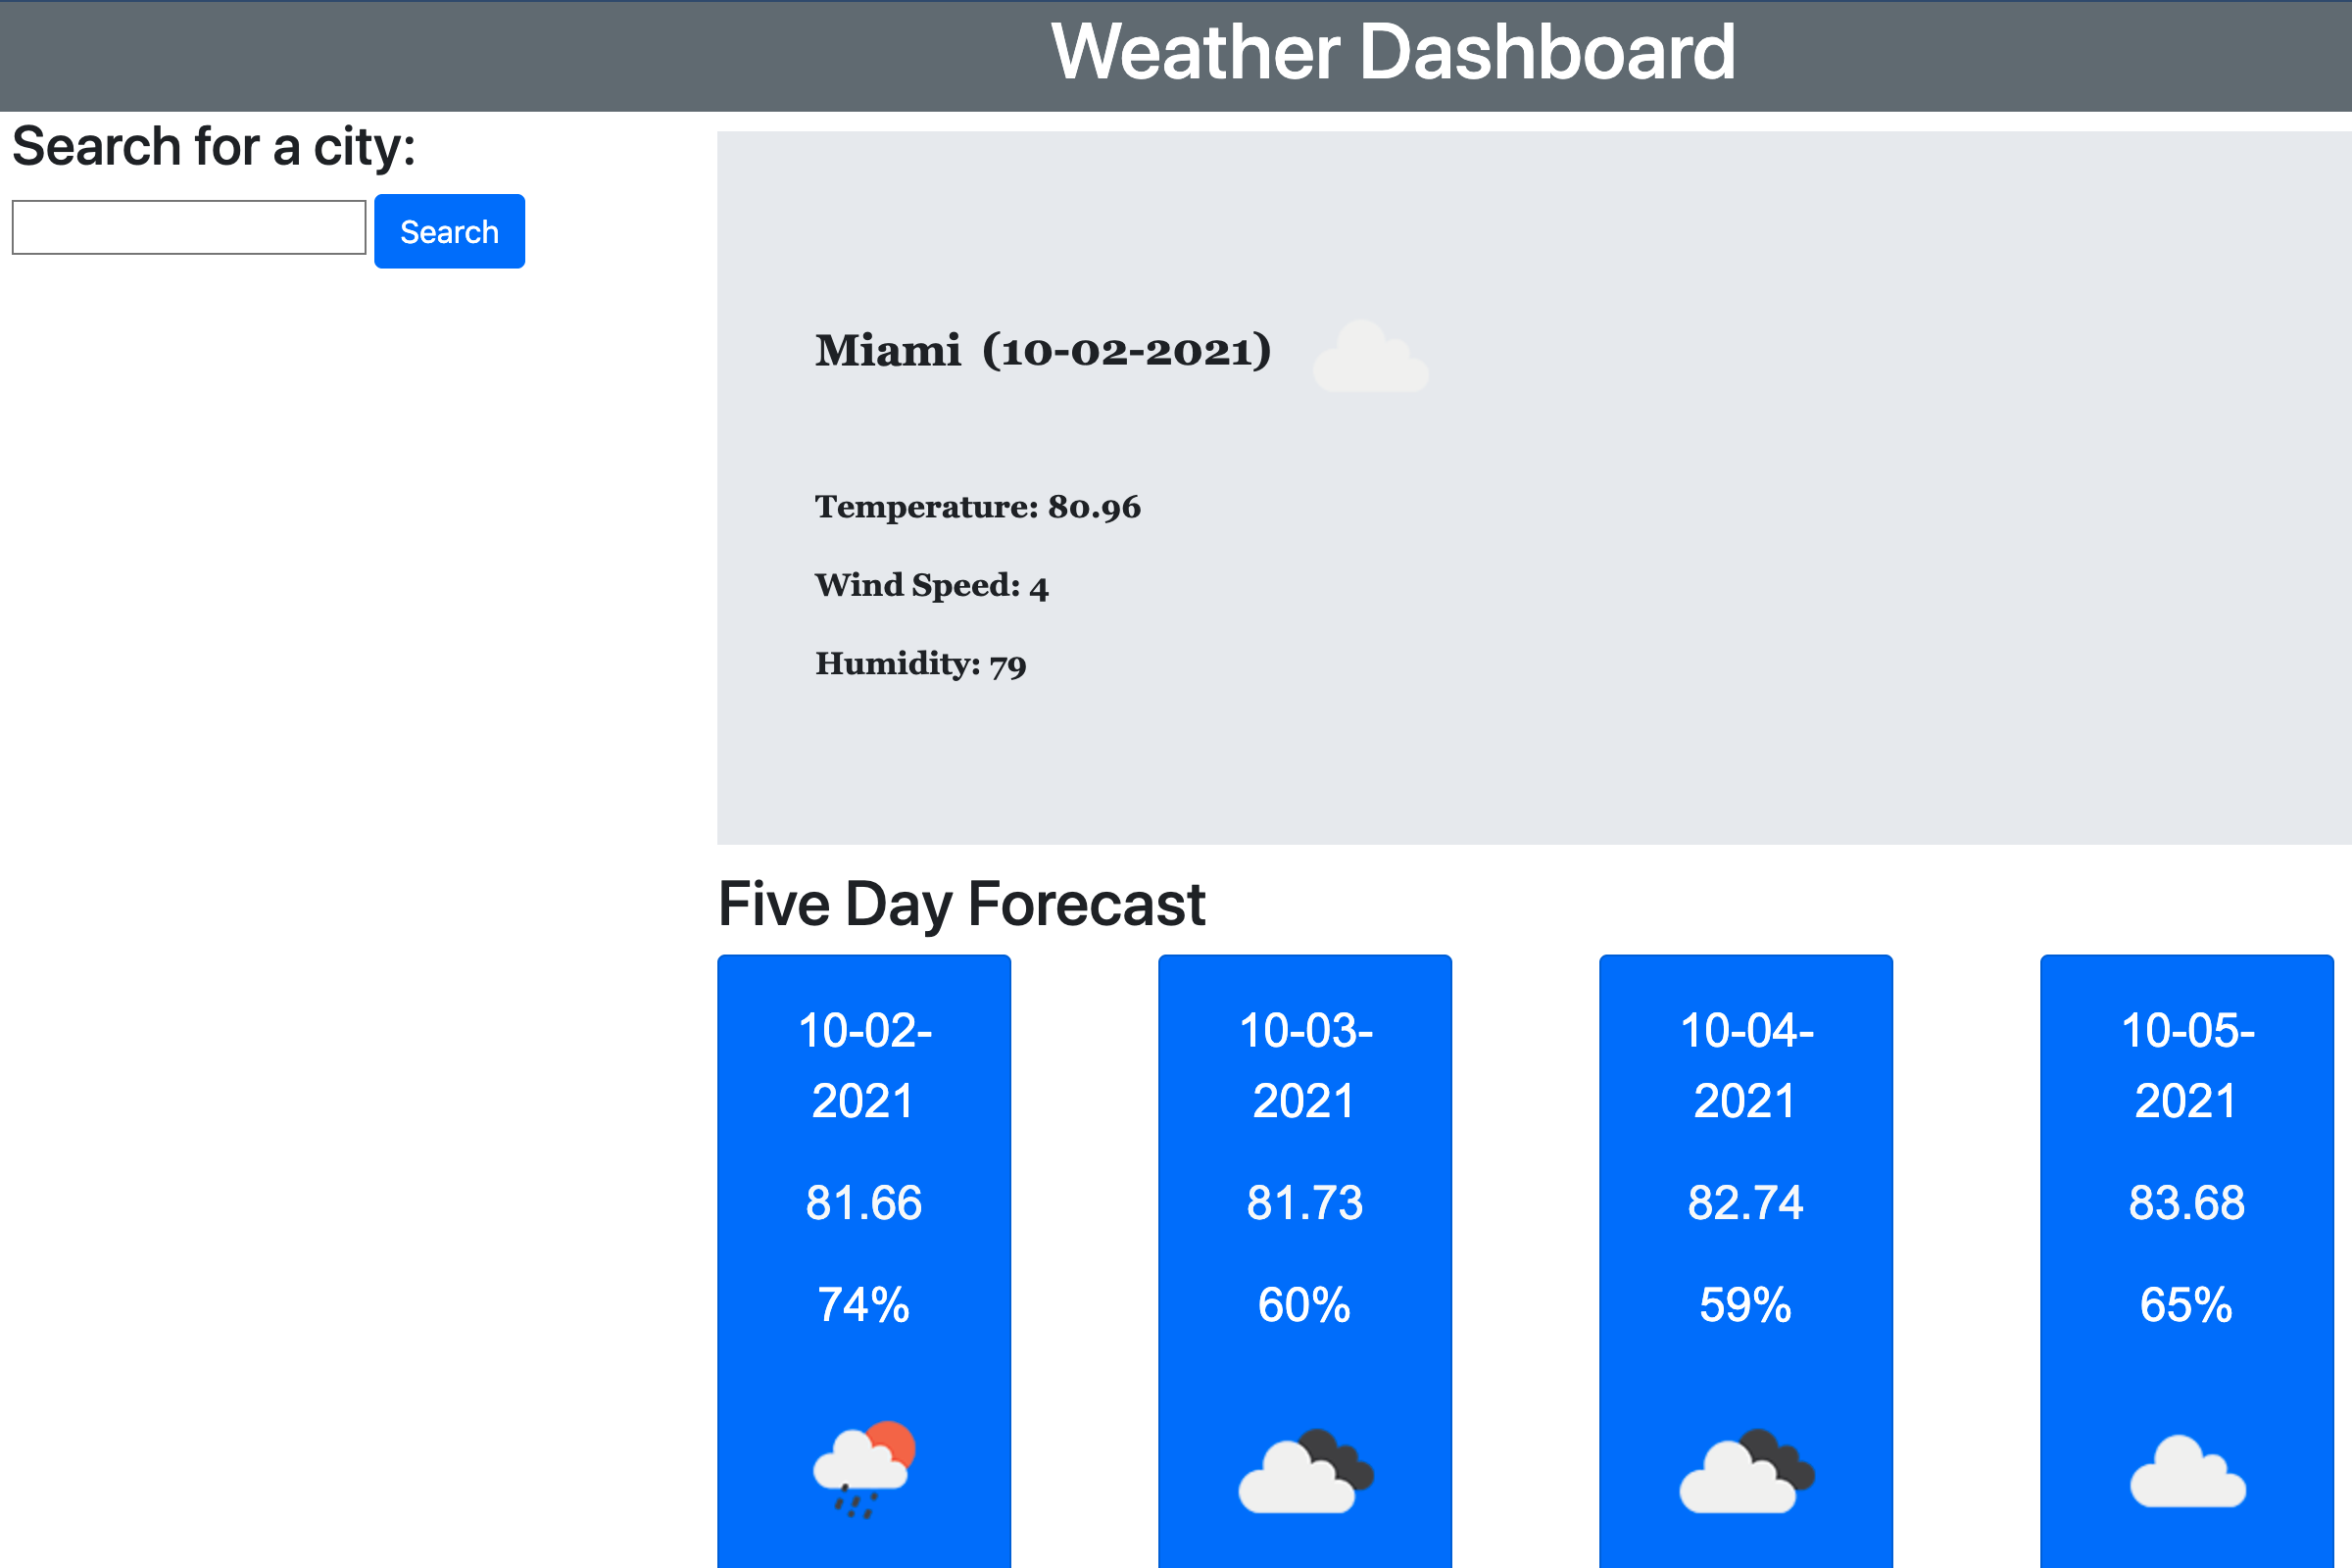 Weather Dashboard
Search for a city:
Search
Miami (10-02-2021)
Temperature: 80.96
Wind Speed: 4
Humidity: 79
Five Day Forecast
10-02-
2021
81.66
74%
10-03-
2021
81.73
60%
10-04-
2021
82.74
59%
10-05-
2021
83.68
65%